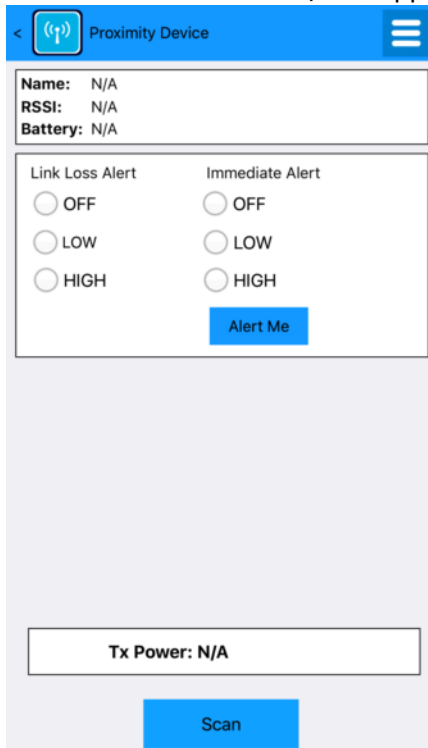 < Proximity Device
Name: N/A
RSSI: N/A
Battery: N/A
Link Loss Alert Immediate Alert
OFF OFF
LOW LOW
HIGH HIGH
Alert Me
Tx Power: N/A
Scan